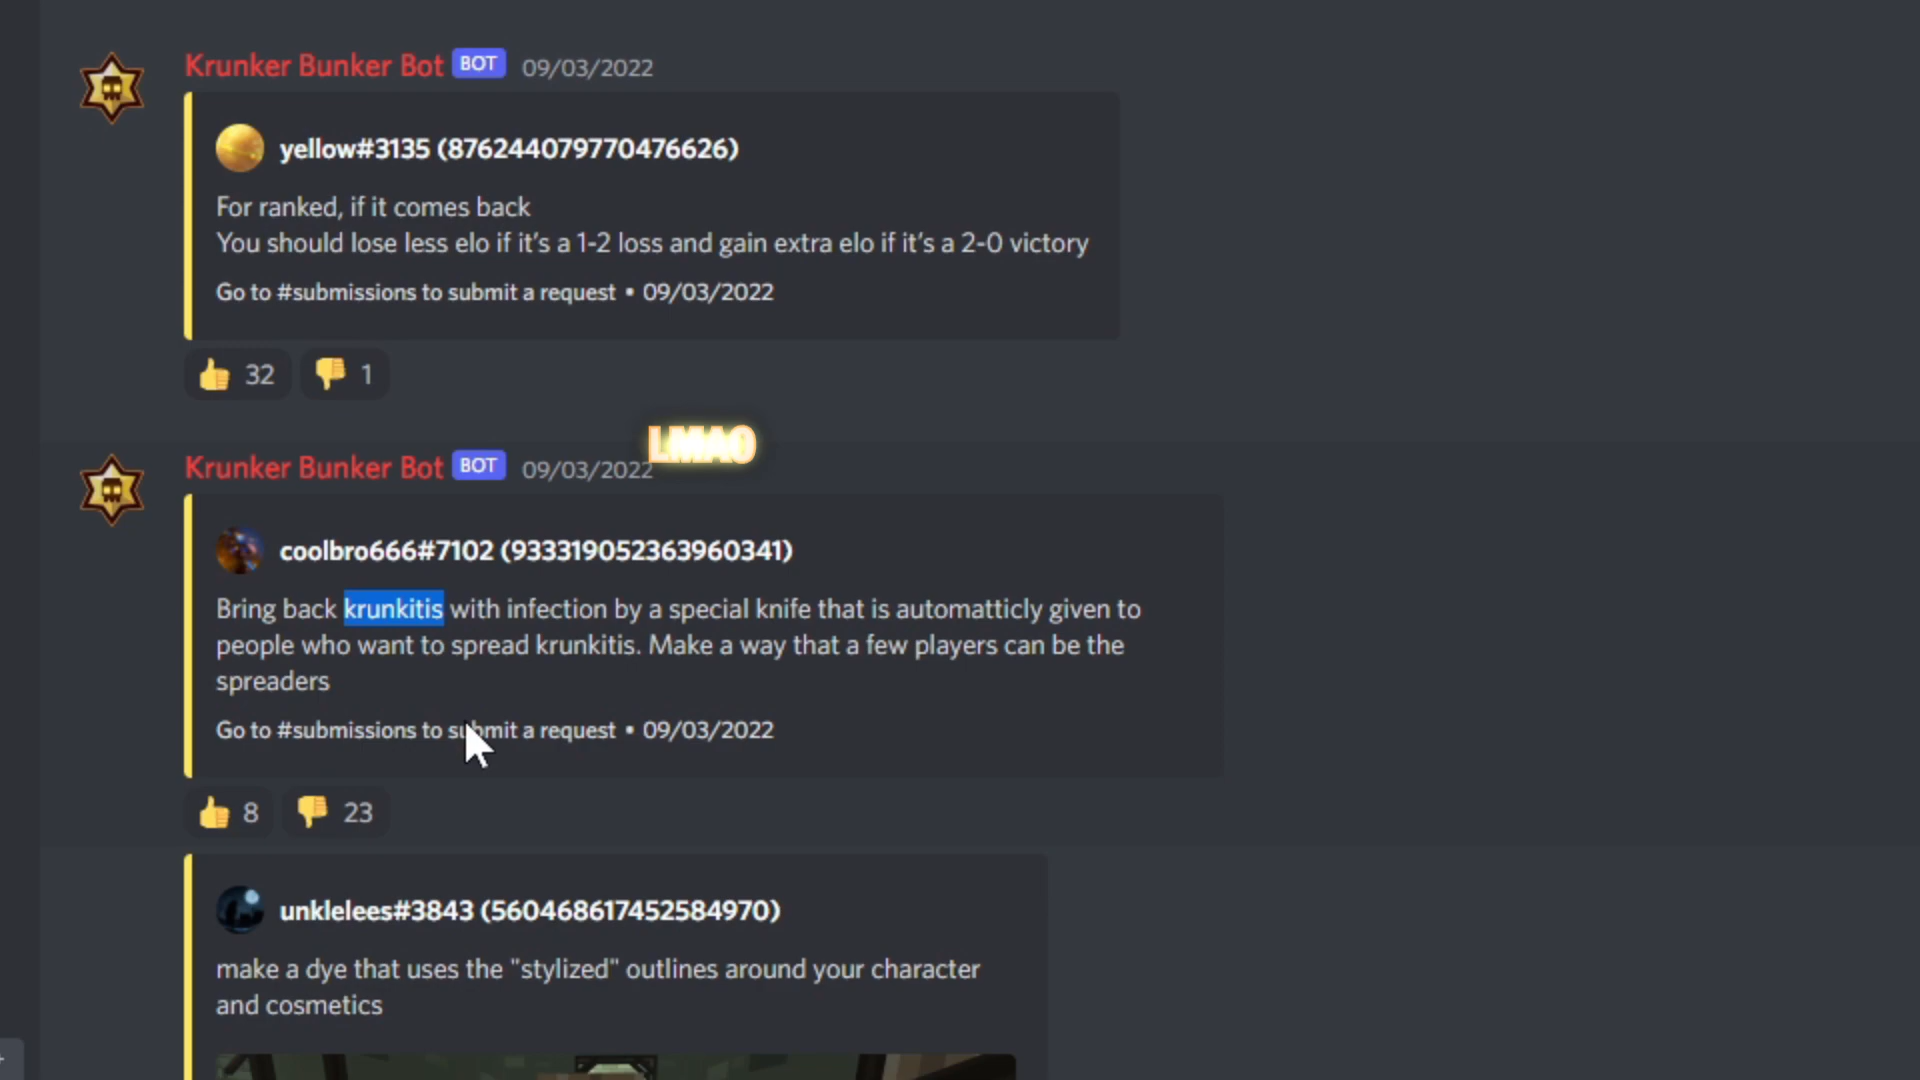 Krunker Bunker Bot BOT 09/03/2022
yellow#3135 (876244079770476626)
For ranked, if it comes back
You should lose less elo if it's a 1-2 loss and gain extra elo if it's a 2-0 victory
Go to #submissions to submit a request • 09/03/2022
32 1
LMAO
Krunker Bunker Bot BOT 09/03/2022
coolbro666#7102 (933319052363960341)
Bring back krunkitis with infection by a special knife that is automatticly given to
people who want to spread krunkitis. Make a way that a few players can be the
spreaders
Go to #submissions to submit a request • 09/03/2022
8 23
unklelees#3843 (560468617452584970)
make a dye that uses the "stylized" outlines around your character
and cosmetics